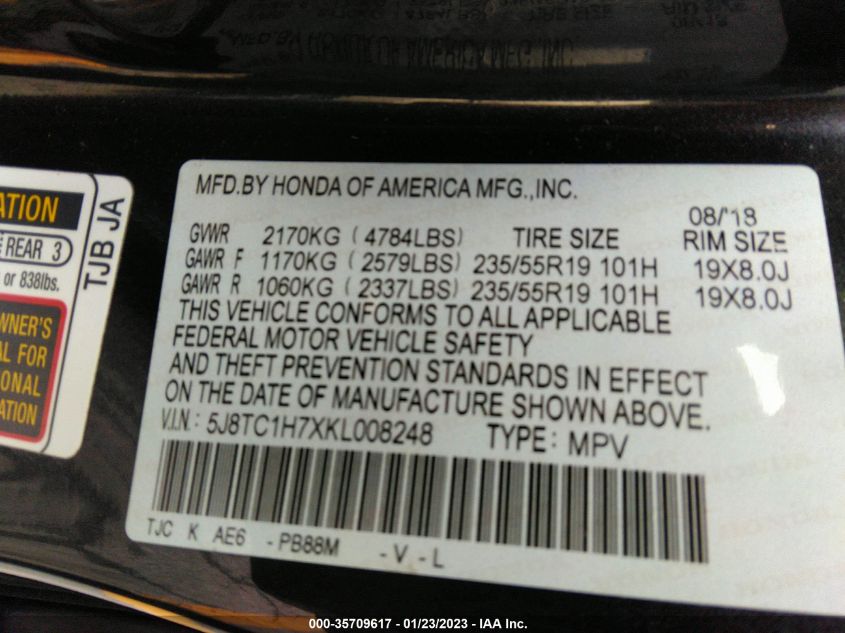 MFD.BY HONDA OF AMERICA MFG.,INC.
08/'18
GVWR 2170KG (4784LBS) TIRE SIZE RIM SIZE
GAWR F 1170KG (2579LBS) 235/55R19 101H 19X8.0J
GAWR R 1060KG (2337LBS) 235/55R19 101H 19X8.0J
THIS VEHICLE CONFORMS TO ALL APPLICABLE
FEDERAL MOTOR VEHICLE SAFETY
AND THEFT PREVENTION STANDARDS IN EFFECT
ON THE DATE OF MANUFACTURE SHOWN ABOVE.
V.I.N.: 5J8TC1H7XKL008248 TYPE: MPV
TJC K AE6 -PB88M -V-L
ATION
REAR 3
or 838lbs.
TJB JA
WNER'S
AL FOR
IONAL
ATION
000-35709617 - 01/23/2023 - IAA Inc.